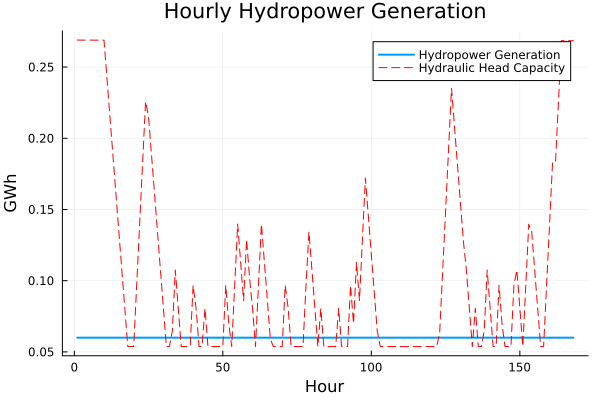 Hourly Hydropower Generation
Hydropower Generation
Hydraulic Head Capacity
GWh
0.25
0.20
0.15
0.10
0.05
0
50
100
150
Hour